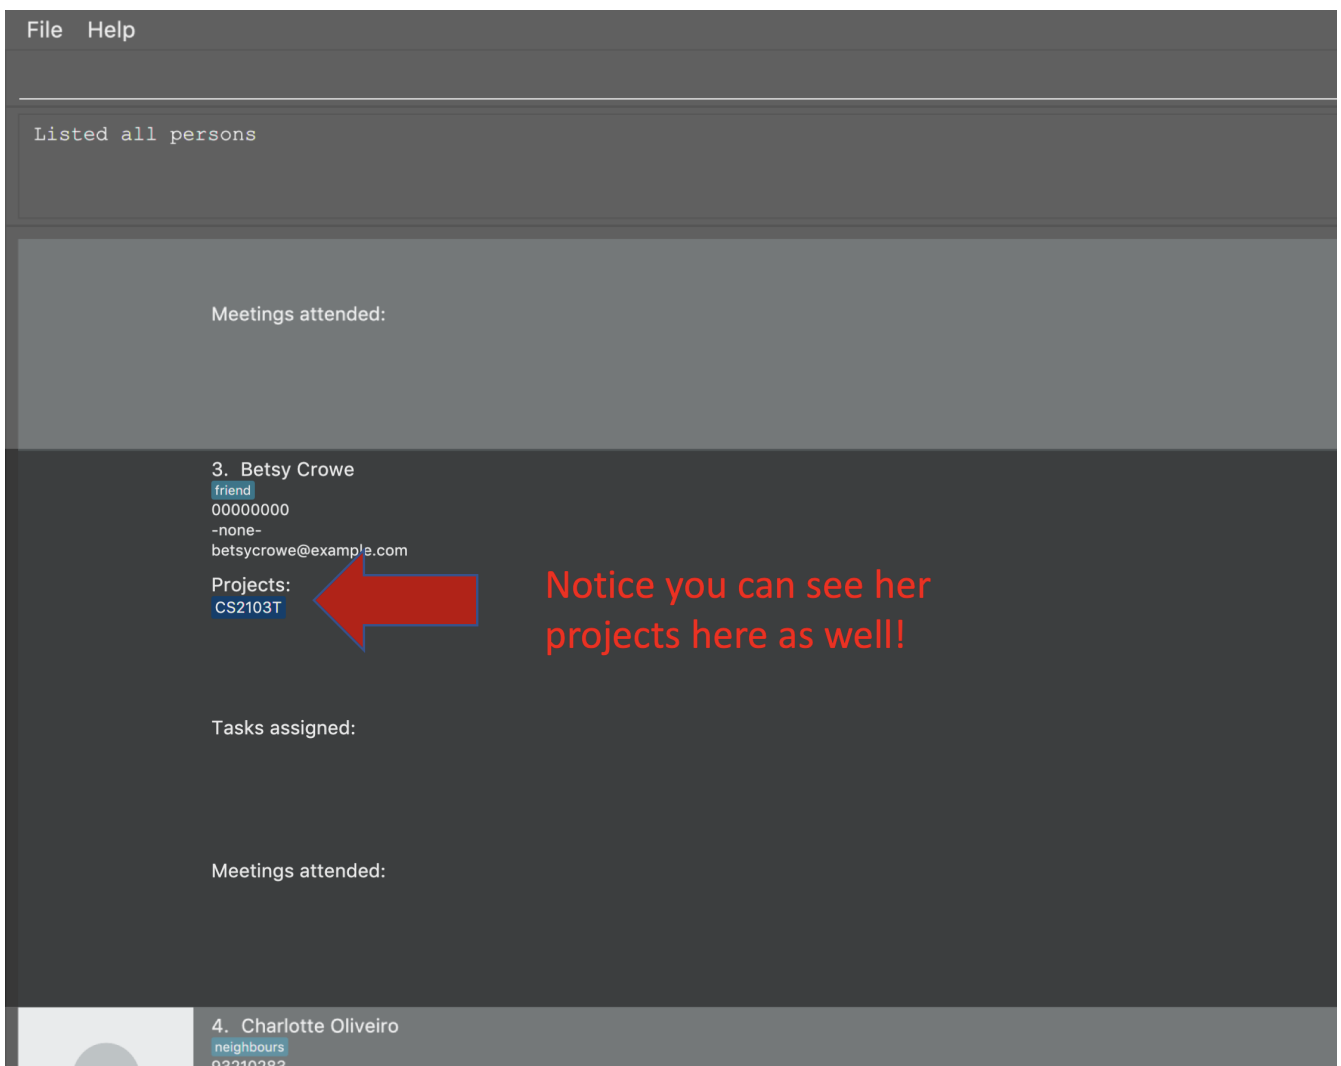 File Help
Listed all persons
Meetings attended:
3. Betsy Crowe
friend
00000000
-none-
betsycrowe@example.com
Projects:
CS2103T
Notice you can see her
projects here as well!
Tasks assigned:
Meetings attended:
4. Charlotte Oliveiro
neighbours
93210283